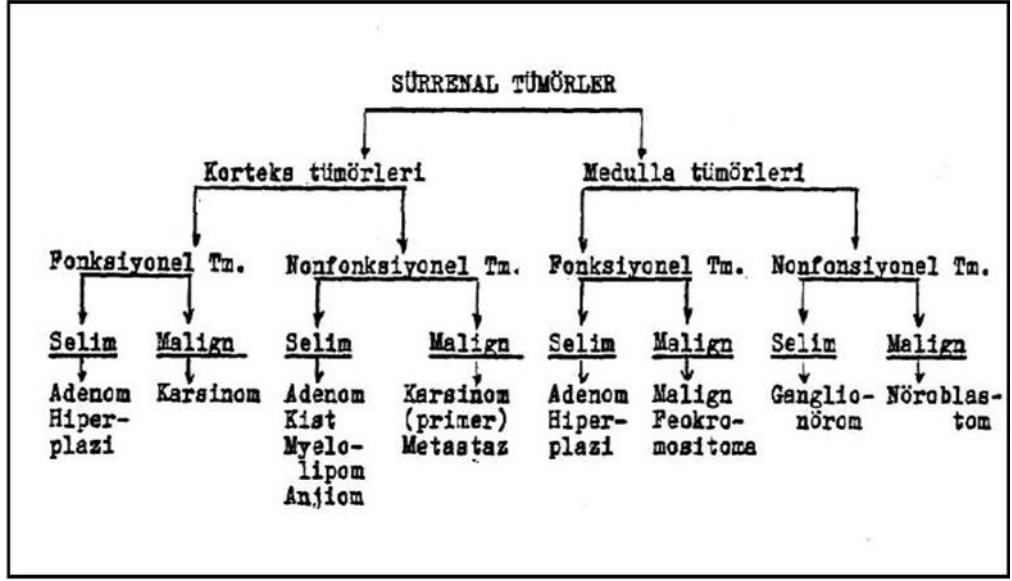 SÜRRENAL TÜMÖRLER
Korteks tümörleri
Medulla tümörleri
Fonksiyonel Tm.
Nonfonksiyonel Tm.
Fonksiyonel Tm.
Nonfonsiyonel Tm.
Selim
Malign
Selim
Malign
Selim
Malign
Selim
Malign
Adenom
Hiper-
plazi
Karsinom
Adenom
Kist
Myelo-
lipom
Anjiom
Karsinom
(primer)
Metastaz
Adenom
Hiper-
plazi
Malign
Feokro-
mositoma
Ganglio-
nörom
Nöroblas-
tom